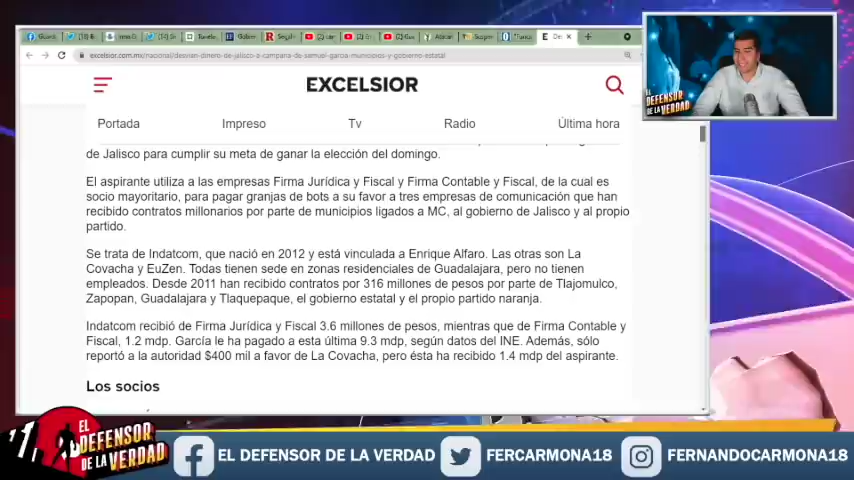 excelsior.com.mx/nacional/desvian-dinero-de-jalisco-a-campana-de-samuel-garcia-municipios-y-gobierno-estatal
EXCELSIOR
Portada Impreso Tv Radio Última hora
de Jalisco para cumplir su meta de ganar la elección del domingo.
El aspirante utiliza a las empresas Firma Jurídica y Fiscal y Firma Contable y Fiscal, de la cual es
socio mayoritario, para pagar granjas de bots a su favor a tres empresas de comunicación que han
recibido contratos millonarios por parte de municipios ligados a MC, al gobierno de Jalisco y al propio
partido.
Se trata de Indatcom, que nació en 2012 y está vinculada a Enrique Alfaro. Las otras son La
Covacha y EuZen. Todas tienen sede en zonas residenciales de Guadalajara, pero no tienen
empleados. Desde 2011 han recibido contratos por 316 millones de pesos por parte de Tlajomulco,
Zapopan, Guadalajara y Tlaquepaque, el gobierno estatal y el propio partido naranja.
Indatcom recibió de Firma Jurídica y Fiscal 3.6 millones de pesos, mientras que de Firma Contable y
Fiscal, 1.2 mdp. García le ha pagado a esta última 9.3 mdp, según datos del INE. Además, sólo
reportó a la autoridad $400 mil a favor de La Covacha, pero ésta ha recibido 1.4 mdp del aspirante.
Los socios
EL
DEFENSOR
DE LA
VERDAD
EL
DEFENSOR
DE LA VERDAD
EL DEFENSOR DE LA VERDAD
FERCARMONA18
FERNANDOCARMONA18